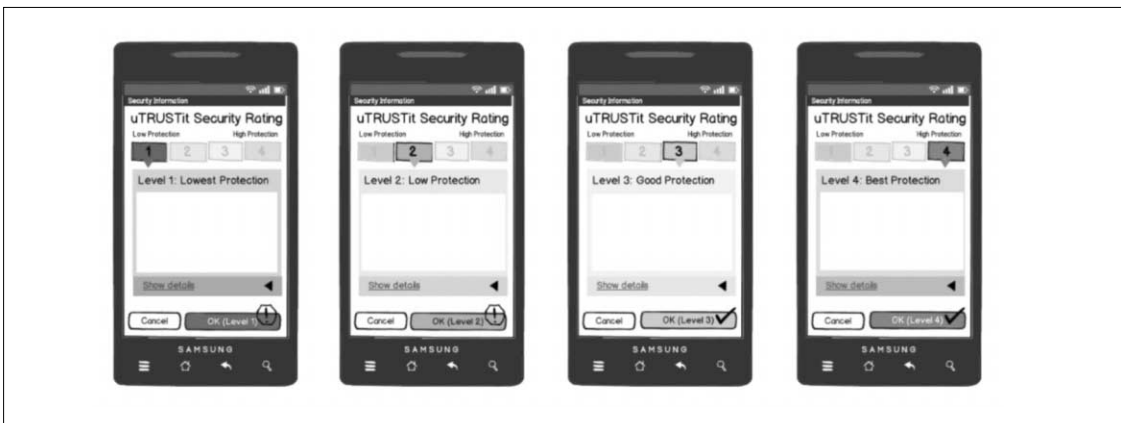 Security Information
uTRUSTit Security Rating
Low Protection High Protection
1 2 3 4
Level 1: Lowest Protection
Show details
Cancel OK (Level 1)
SAMSUNG
Security Information
uTRUSTit Security Rating
Low Protection High Protection
1 2 3 4
Level 2: Low Protection
Show details
Cancel OK (Level 2)
SAMSUNG
Security Information
uTRUSTit Security Rating
Low Protection High Protection
1 2 3 4
Level 3: Good Protection
Show details
Cancel OK (Level 3)
SAMSUNG
Security Information
uTRUSTit Security Rating
Low Protection High Protection
1 2 3 4
Level 4: Best Protection
Show details
Cancel OK (Level 4)
SAMSUNG